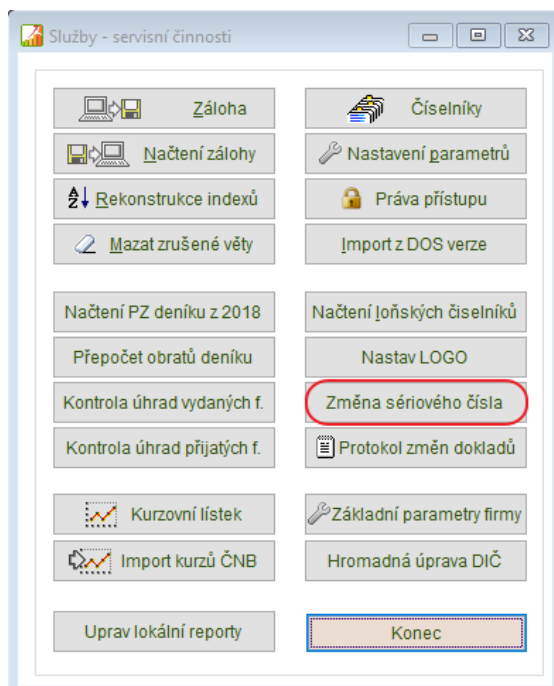 Služby - servisní činnosti
Záloha
Číselníky
Načtení zálohy
Nastavení parametrů
Rekonstrukce indexů
Práva přístupu
Mazat zrušené věty
Import z DOS verze
Načtení PZ deníku z 2018
Načtení loňských čiselníků
Přepočet obratů deníku
Nastav LOGO
Kontrola úhrad vydaných f.
Změna sériového čísla
Kontrola úhrad přijatých f.
Protokol změn dokladů
Kurzovní lístek
Základní parametry firmy
Import kurzů ČNB
Hromadná úprava DIČ
Uprav lokální reporty
Konec